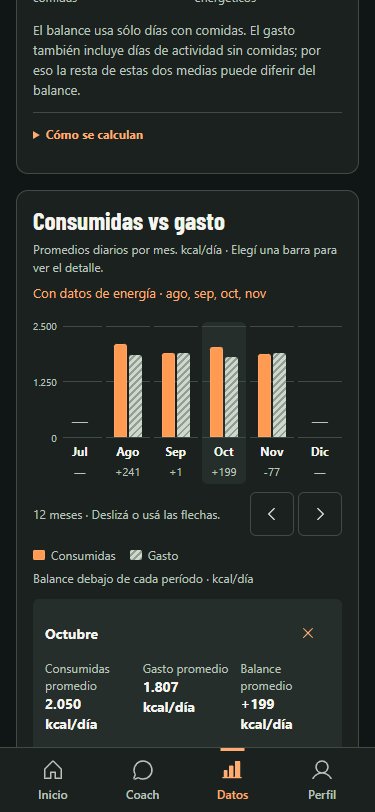 El balance usa sólo días con comidas. El gasto
también incluye días de actividad sin comidas; por
eso la resta de estas dos medias puede diferir del
balance.
Cómo se calculan
Consumidas vs gasto
Promedios diarios por mes. kcal/día · Elegí una barra para
ver el detalle.
Con datos de energía · ago, sep, oct, nov
2.500
1.250
0
Jul Ago Sep Oct Nov Dic
— +241 +1 +199 -77 —
12 meses · Deslizá o usá las flechas.
Consumidas Gasto
Balance debajo de cada período · kcal/día
Octubre
Consumidas promedio
2.050 kcal/día
Gasto promedio
1.807 kcal/día
Balance promedio
+199 kcal/día
Inicio Coach Datos Perfil